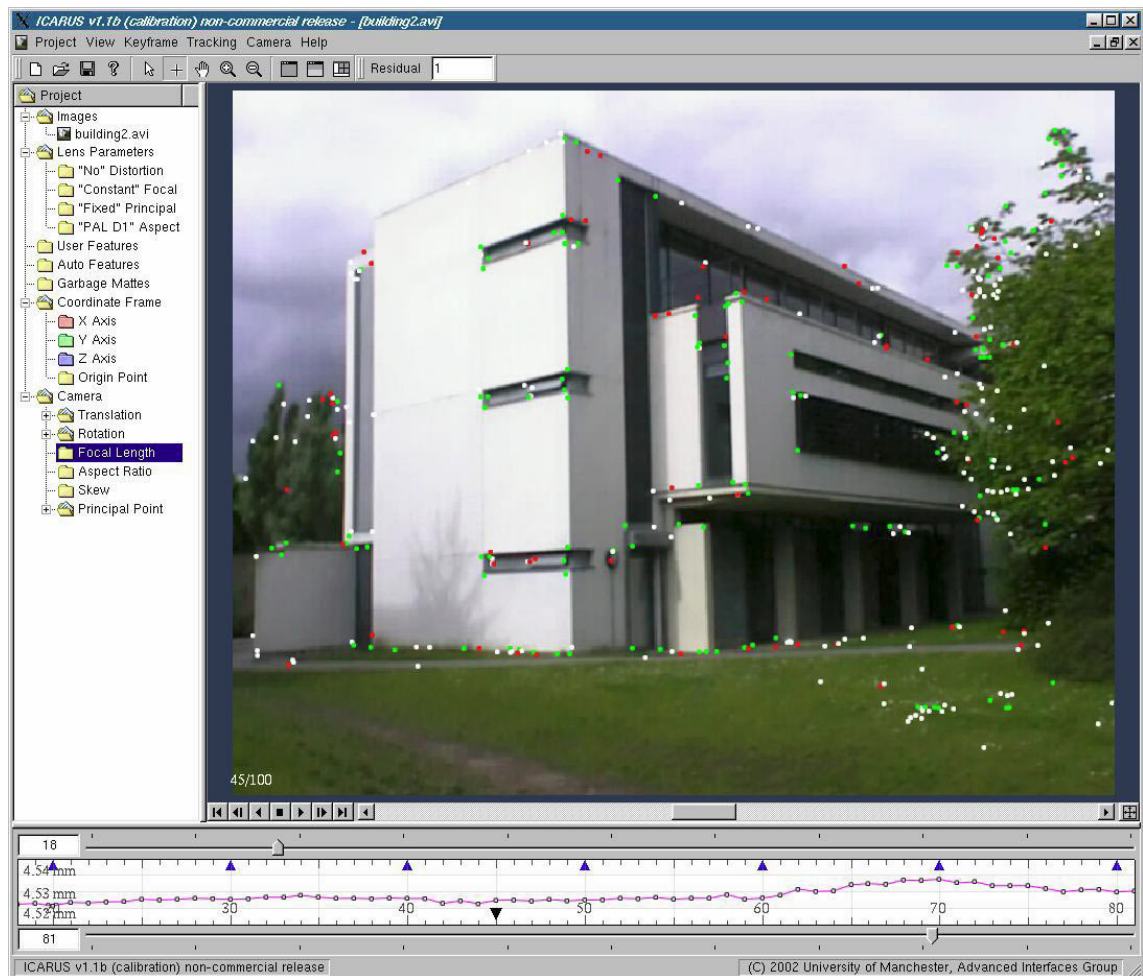 ICARUS v1.1b (calibration) non-commercial release - [building2.avi]
Project View Keyframe Tracking Camera Help
Residual 1
Project
Images
building2.avi
Lens Parameters
"No" Distortion
"Constant" Focal
"Fixed" Principal
"PAL D1" Aspect
User Features
Auto Features
Garbage Mattes
Coordinate Frame
X Axis
Y Axis
Z Axis
Origin Point
Camera
Translation
Rotation
Focal Length
Aspect Ratio
Skew
Principal Point
45/100
18
4.54 mm
4.53 mm
4.52 mm
20 30 40 50 60 70 80
81
ICARUS v1.1b (calibration) non-commercial release
(C) 2002 University of Manchester, Advanced Interfaces Group